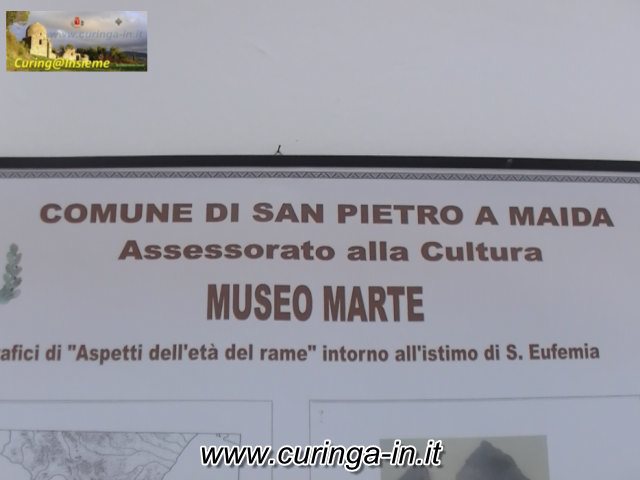 www.curinga-in.it
Curing@Insieme
COMUNE DI SAN PIETRO A MAIDA
Assessorato alla Cultura
MUSEO MARTE
afici di "Aspetti dell'età del rame" intorno all'istimo di S. Eufemia
www.curinga-in.it